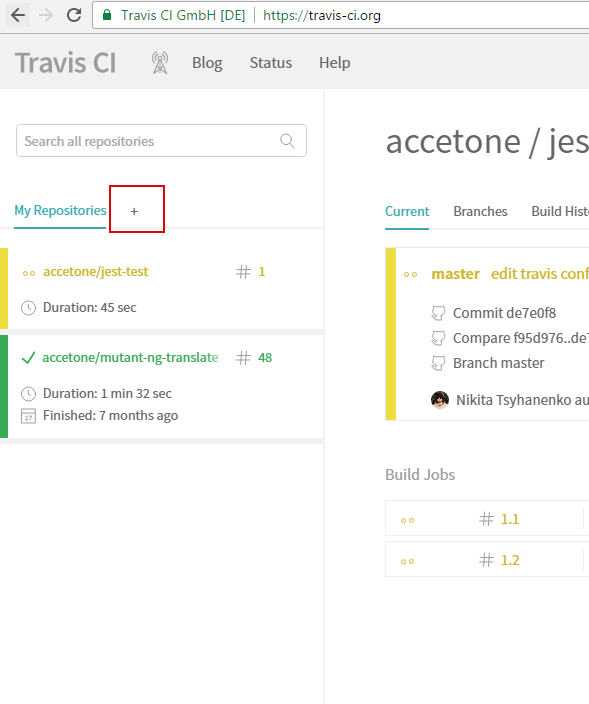 Travis CI GmbH [DE] https://travis-ci.org
Travis CI Blog Status Help
Search all repositories
My Repositories +
accetone/jest-test # 1
Duration: 45 sec
accetone/mutant-ng-translate # 48
Duration: 1 min 32 sec
27 Finished: 7 months ago
accetone / jes
Current Branches Build Hist
master edit travis conf
Commit de7e0f8
Compare f95d976..de7
Branch master
Nikita Tsyhanenko au
Build Jobs
# 1.1
# 1.2